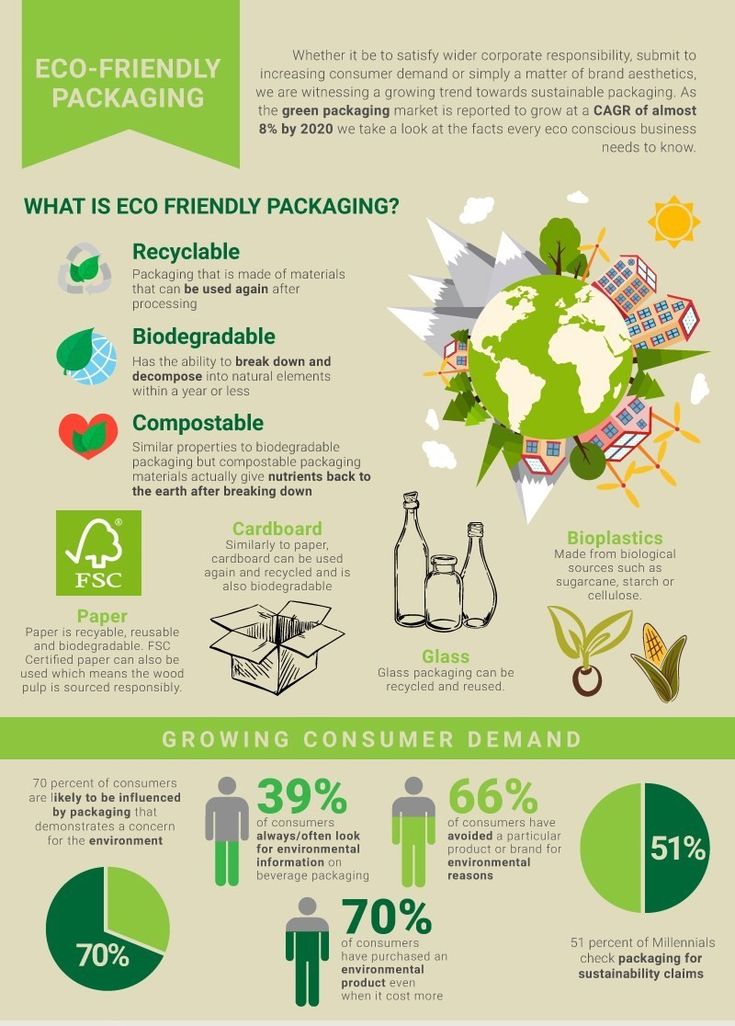 ECO-FRIENDLY
PACKAGING
Whether it be to satisfy wider corporate responsibility, submit to
increasing consumer demand or simply a matter of brand aesthetics,
we are witnessing a growing trend towards sustainable packaging. As
the green packaging market is reported to grow at a CAGR of almost
8% by 2020 we take a look at the facts every eco conscious business
needs to know.
WHAT IS ECO FRIENDLY PACKAGING?
Recyclable
Packaging that is made of materials
that can be used again after
processing
Biodegradable
Has the ability to break down and
decompose into natural elements
within a year or less
Compostable
Similar properties to biodegradable
packaging but compostable packaging
materials actually give nutrients back to
the earth after breaking down
®
FSC
Paper
Paper is recyable, reusable
and biodegradable. FSC
Certified paper can also be
used which means the wood
pulp is sourced responsibly.
Cardboard
Similarly to paper,
cardboard can be used
again and recycled and is
also biodegradable
Glass
Glass packaging can be
recycled and reused.
Bioplastics
Made from biological
sources such as
sugarcane, starch or
cellulose.
GROWING CONSUMER DEMAND
70 percent of consumers
are likely to be influenced
by packaging that
demonstrates a concern
for the environment
70%
39%
of consumers
always/often look
for environmental
information on
beverage packaging
66%
of consumers have
avoided a particular
product or brand for
environmental
reasons
70%
of consumers
have purchased an
environmental
product even
when it cost more
51%
51 percent of Millennials
check packaging for
sustainability claims